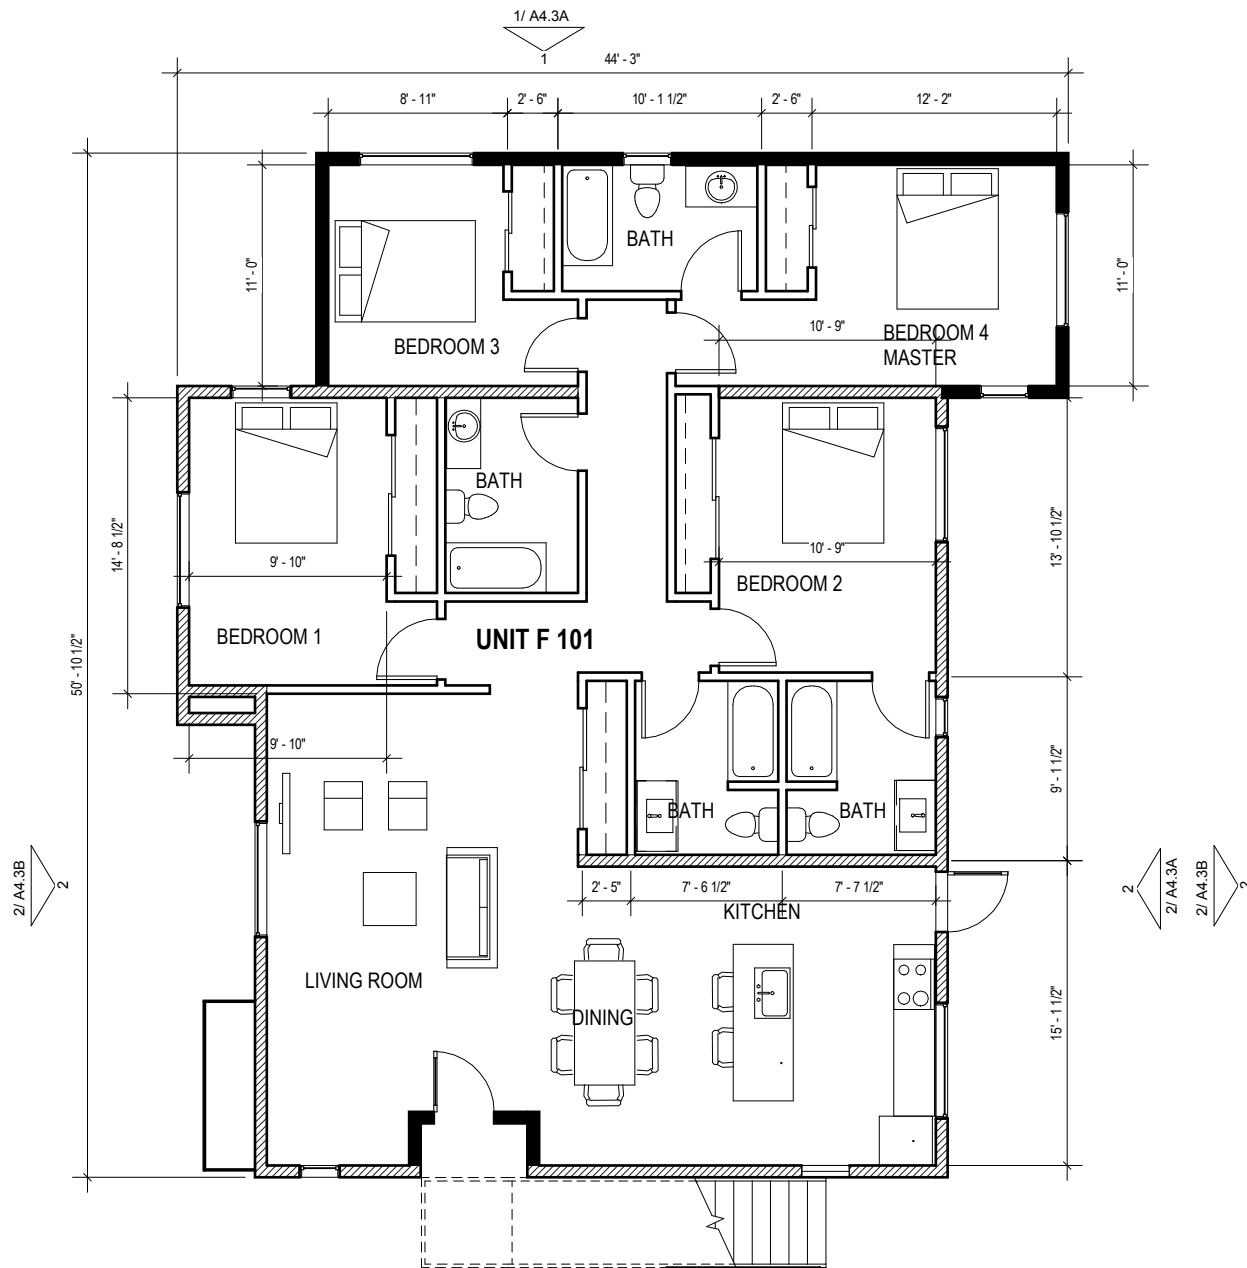 1/ A4.3A
1
44' - 3"
8' - 11"
2' - 6"
10' - 1 1/2"
2' - 6"
12' - 2"
BATH
11' - 0"
11' - 0"
10' - 9"
BEDROOM 3
BEDROOM 4
MASTER
BATH
14' - 8 1/2"
13' - 10 1/2"
9' - 10"
10' - 9"
BEDROOM 2
BEDROOM 1
UNIT F 101
50' - 10 1/2"
9' - 10"
9' - 1 1/2"
BATH
BATH
2/ A4.3B
2
2
2/ A4.3A
2/ A4.3B
2
2' - 5"
7' - 6 1/2"
7' - 7 1/2"
KITCHEN
LIVING ROOM
DINING
15' - 1 1/2"